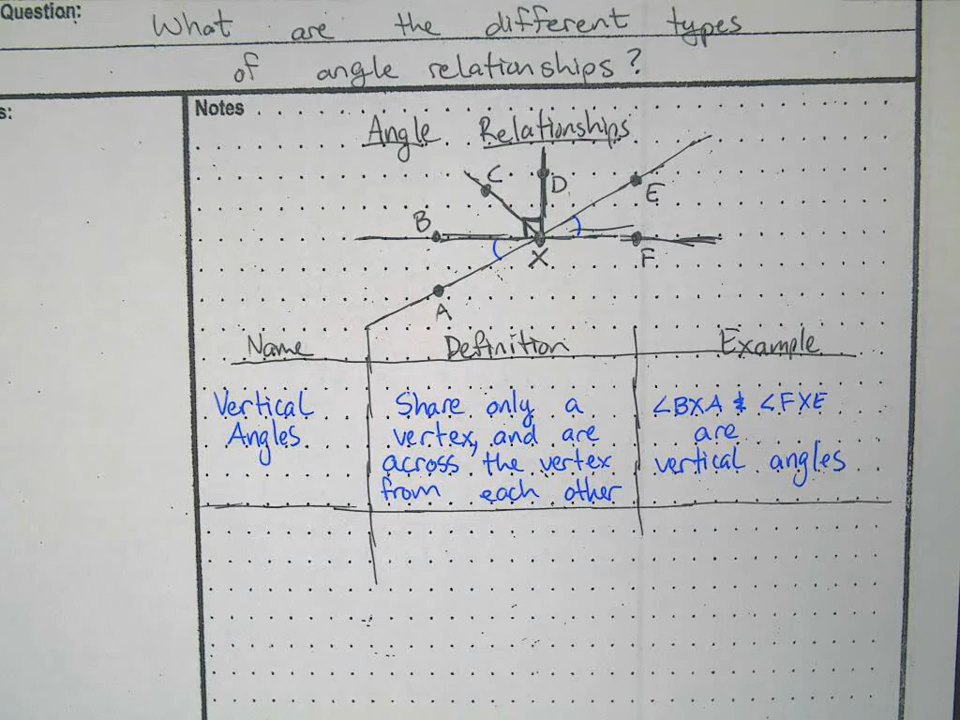 Question:
What are the different types
of angle relationships?
s:
Notes
Angle Relationships
C
D
E
B
X
F
A
Name Definition Example
Vertical Angles
Share only a
vertex, and are
across the vertex
from each other
∠BXA & ∠FXE
are
vertical angles